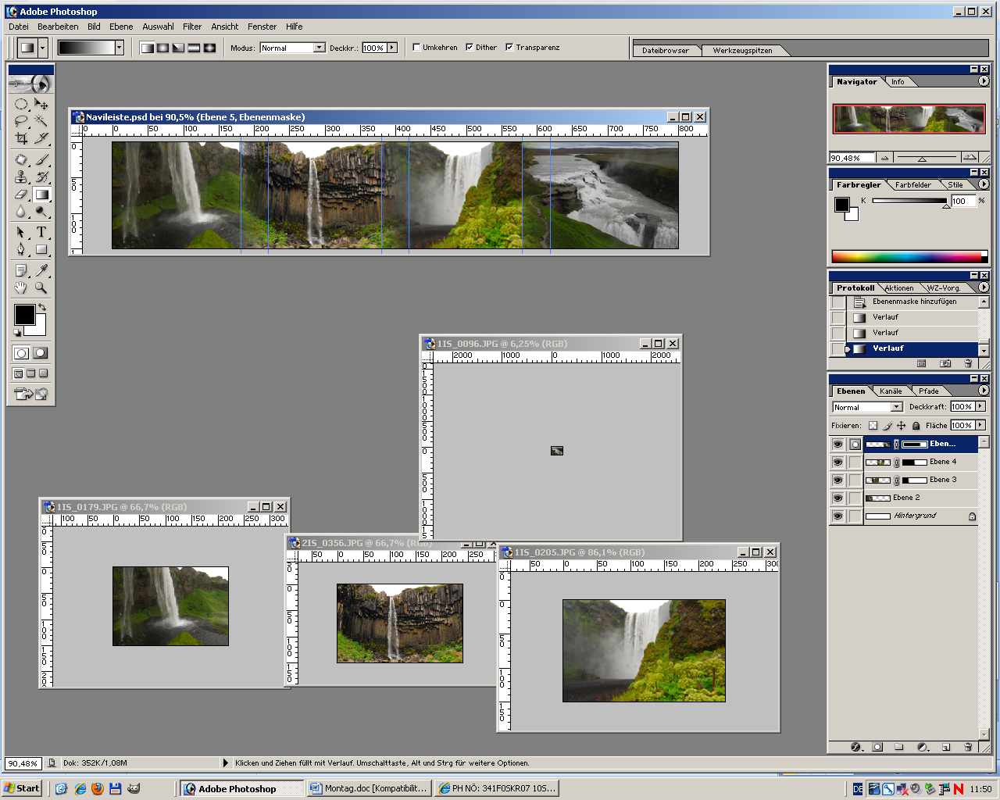 Adobe Photoshop
Datei Bearbeiten Bild Ebene Auswahl Filter Ansicht Fenster Hilfe
Modus: Normal Deckkr.: 100% Umkehren Dither Transparenz
Dateibrowser Werkzeugspitzen
Navigator Info
90,48%
Farbregler Farbfelder Stile
K 100 %
Protokoll Aktionen WZ-Vorg.
Ebenenmaske hinzufügen
Verlauf
Verlauf
Verlauf
Ebenen Kanäle Pfade
Normal Deckkraft: 100%
Fixieren: Fläche 100%
Eben...
Ebene 4
Ebene 3
Ebene 2
Hintergrund
Navileiste.psd bei 90,5% (Ebene 5, Ebenenmaske)
0 50 100 150 200 250 300 350 400 450 500 550 600 650 700 750 800
0
50
100
1IS_0096.JPG @ 6,25% (RGB)
2000 1000 0 1000 2000
1IS_0179.JPG @ 66,7% (RGB)
100 50 0 50 100 150 200 250 300
2IS_0356.JPG @ 66,7% (RGB)
50 0 50 100 150 200 250
1IS_0205.JPG @ 86,1% (RGB)
50 0 50 100 150 200 250 300
90,48% Dok: 352K/1,08M Klicken und Ziehen füllt mit Verlauf. Umschalttaste, Alt und Strg für weitere Optionen.
Start Adobe Photoshop Montag.doc [Kompatibilit... PH NÖ: 341F0SKR07 10S... DE 11:50